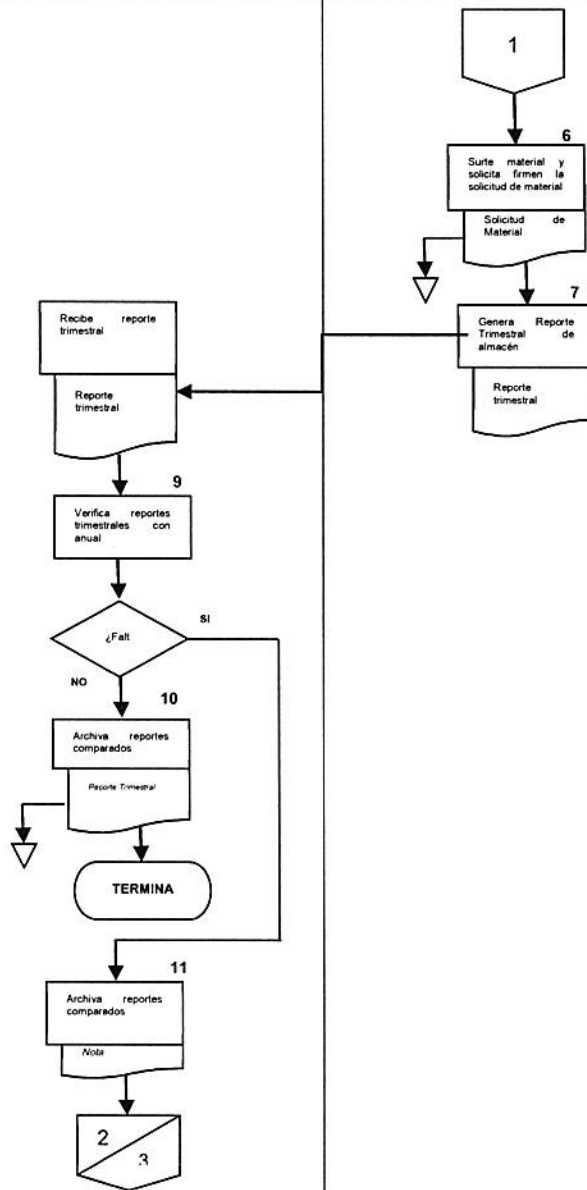 1
6
Surte material y
solicita firmen la
solicitud de material
Solicitud de
Material
7
Genera Reporte
Trimestral de
almacén
Reporte
trimestral
Recibe reporte
trimestral
Reporte
trimestral
9
Verifica reportes
trimestrales con
anual
¿Falt
SI
NO
10
Archiva reportes
comparados
Reporte Trimestral
TERMINA
11
Archiva reportes
comparados
Nota
2
3